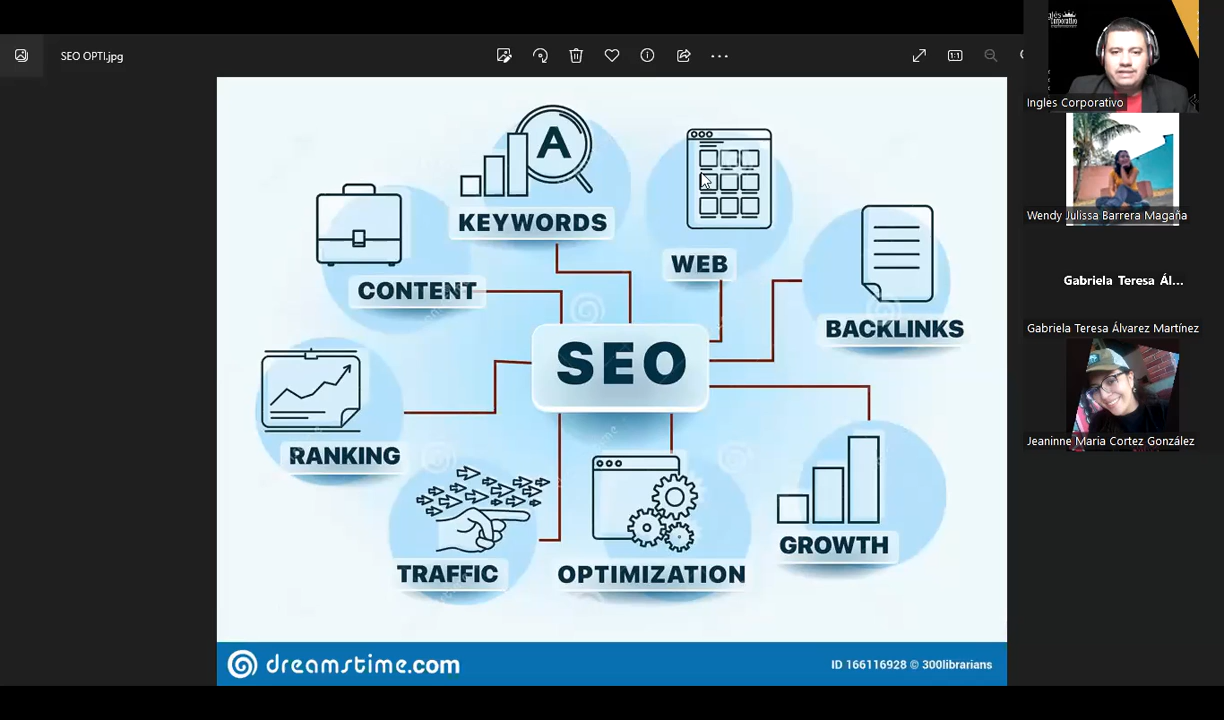 SEO OPTI.jpg
A
KEYWORDS
WEB
CONTENT
BACKLINKS
SEO
RANKING
GROWTH
TRAFFIC
OPTIMIZATION
dreamstime.com
ID 166116928 © 300librarians
Ingles Corporativo
Wendy Julissa Barrera Magaña
Gabriela Teresa Ál...
Gabriela Teresa Álvarez Martínez
Jeaninne Maria Cortez González